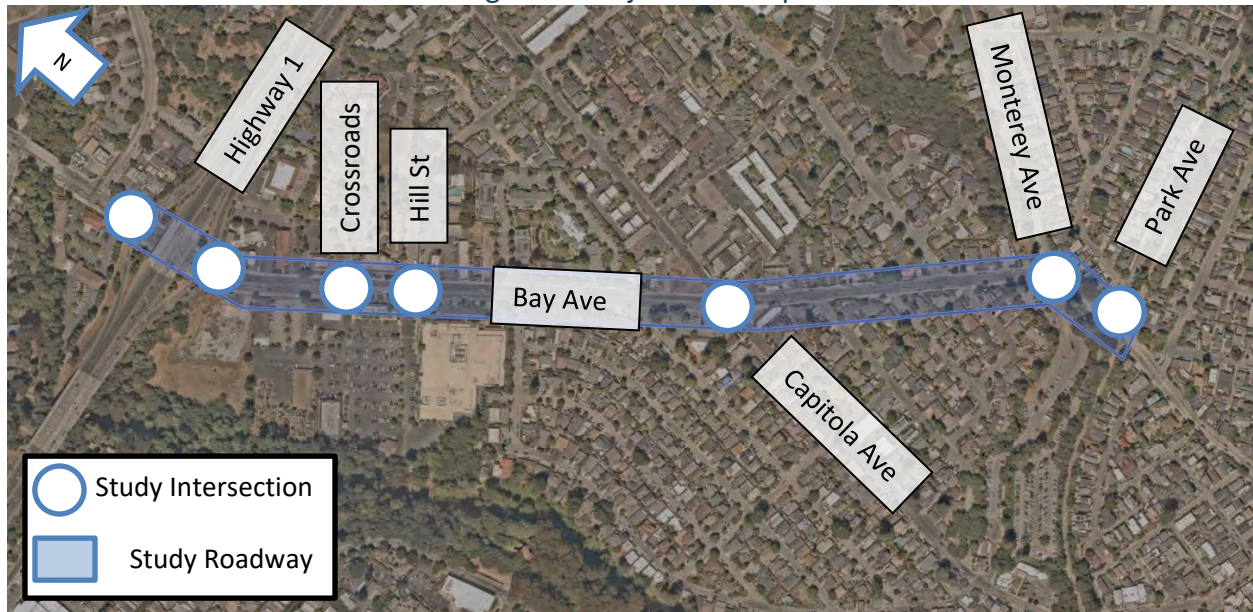 N
Highway 1
Crossroads
Hill St
Bay Ave
Capitola Ave
Monterey Ave
Park Ave
Study Intersection
Study Roadway